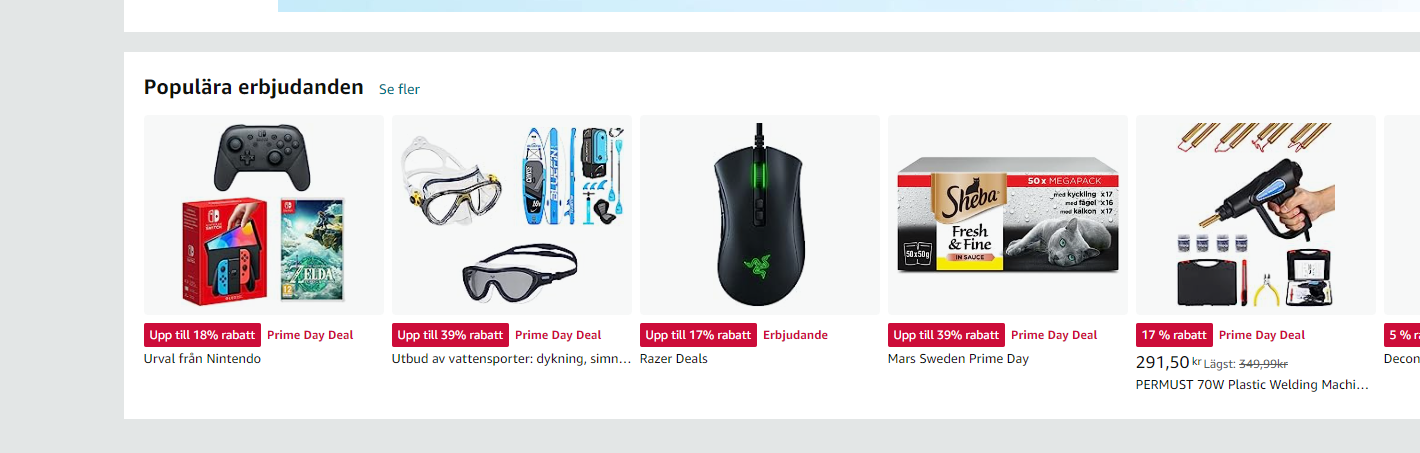 Populära erbjudanden Se fler
Upp till 18% rabatt Prime Day Deal
Urval från Nintendo
ZELDA
BLUEFIN
Upp till 39% rabatt Prime Day Deal
Utbud av vattensporter: dykning, simn...
Upp till 17% rabatt Erbjudande
Razer Deals
50x MEGAPACK
Sheba
med kyckling x17
med fågel x16
med kalkon x17
Fresh
& Fine
IN SAUCE
50x50g
Upp till 39% rabatt Prime Day Deal
Mars Sweden Prime Day
17 % rabatt Prime Day Deal
291,50 kr Lägst: 349,99kr
PERMUST 70W Plastic Welding Machi...
5 % r
Decon